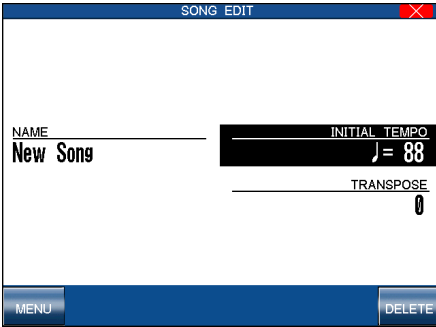 SONG EDIT
NAME
New Song
INITIAL TEMPO
♩= 88
TRANSPOSE
0
MENU
DELETE